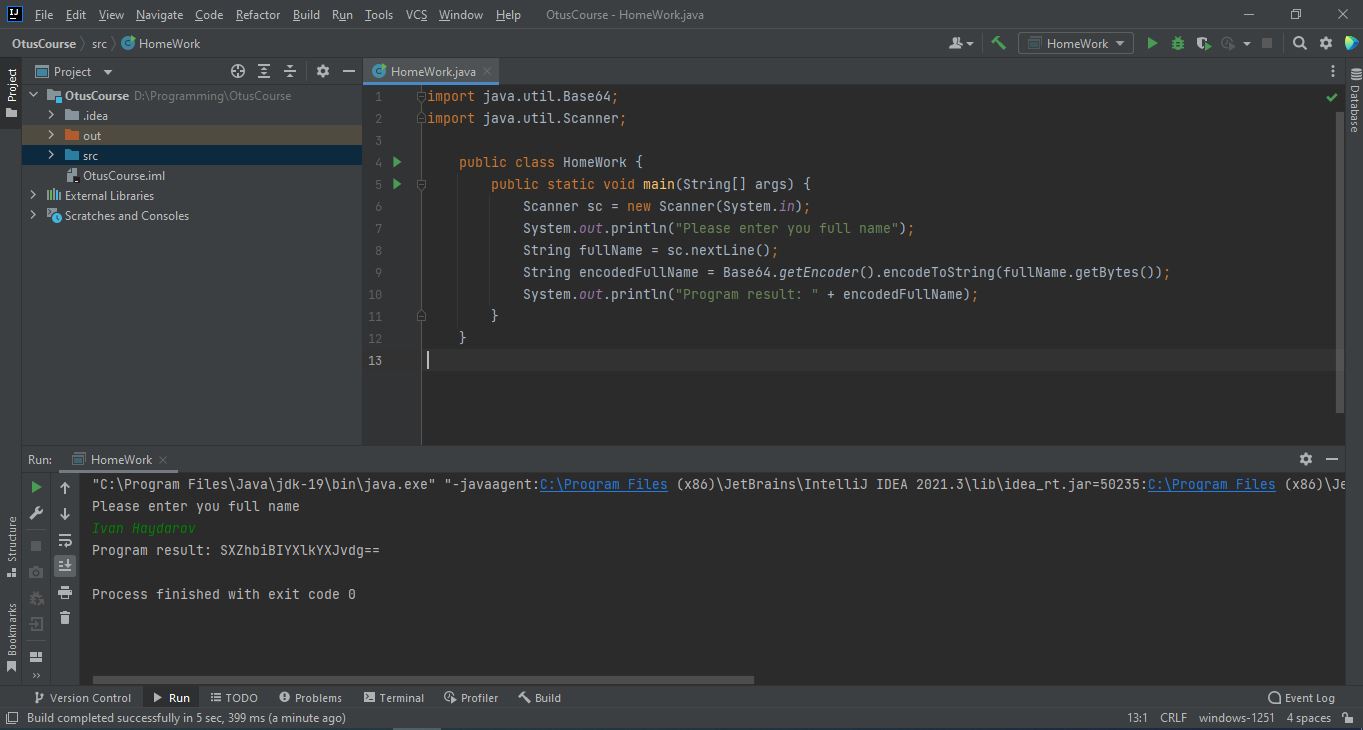 File Edit View Navigate Code Refactor Build Run Tools VCS Window Help OtusCourse - HomeWork.java
OtusCourse src HomeWork HomeWork
Project
Project
HomeWork.java
Database
OtusCourse D:\Programming\OtusCourse
.idea
out
src
OtusCourse.iml
External Libraries
Scratches and Consoles
1 import java.util.Base64;
2 import java.util.Scanner;
3
4 public class HomeWork {
5 public static void main(String[] args) {
6 Scanner sc = new Scanner(System.in);
7 System.out.println("Please enter you full name");
8 String fullName = sc.nextLine();
9 String encodedFullName = Base64.getEncoder().encodeToString(fullName.getBytes());
10 System.out.println("Program result: " + encodedFullName);
11 }
12 }
13
Run: HomeWork
"C:\Program Files\Java\jdk-19\bin\java.exe" "-javaagent:C:\Program Files (x86)\JetBrains\IntelliJ IDEA 2021.3\lib\idea_rt.jar=50235:C:\Program Files (x86)\Je
Please enter you full name
Ivan Haydarov
Program result: SXZhbiBIYXlkYXJvdg==
Process finished with exit code 0
Structure
Bookmarks
Version Control Run TODO Problems Terminal Profiler Build Event Log
Build completed successfully in 5 sec, 399 ms (a minute ago) 13:1 CRLF windows-1251 4 spaces